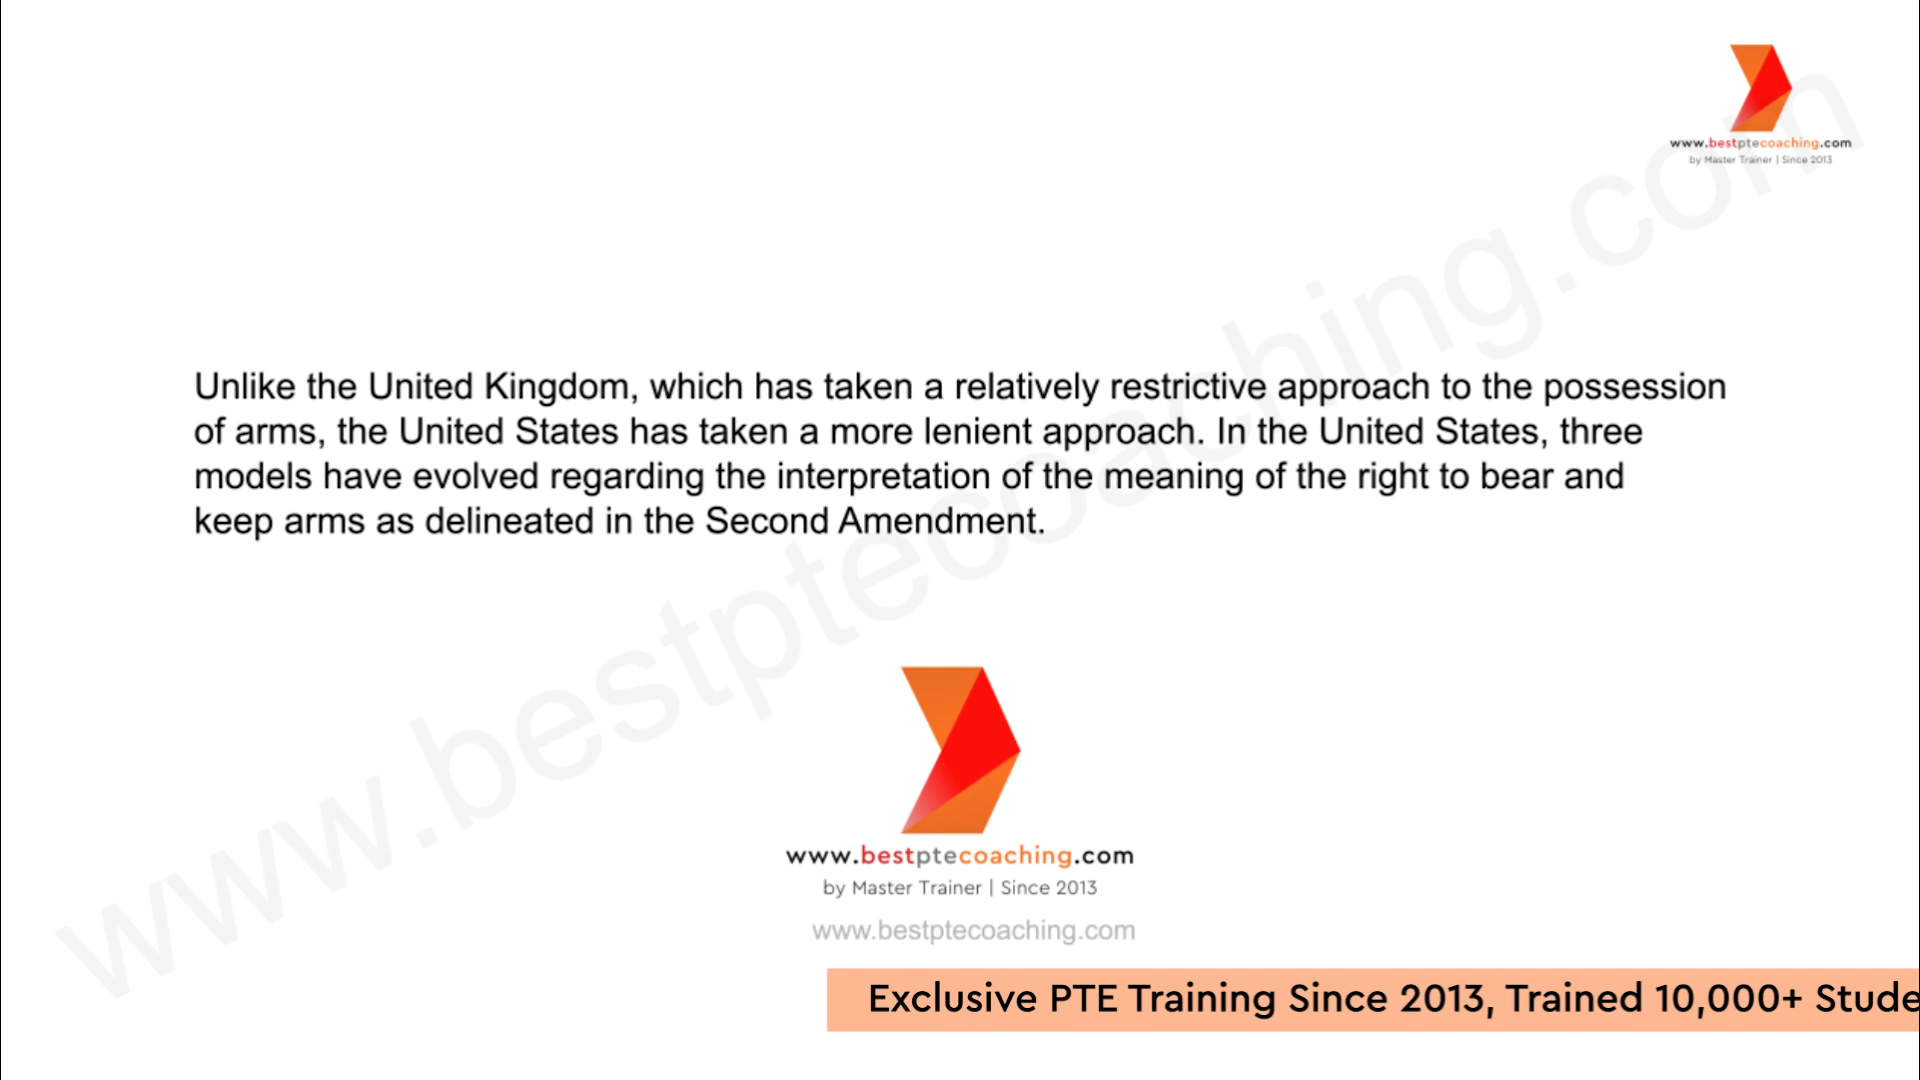 www.bestptecoaching.com
by Master Trainer | Since 2013
Unlike the United Kingdom, which has taken a relatively restrictive approach to the possession
of arms, the United States has taken a more lenient approach. In the United States, three
models have evolved regarding the interpretation of the meaning of the right to bear and
keep arms as delineated in the Second Amendment.
www.bestptecoaching.com
www.bestptecoaching.com
by Master Trainer | Since 2013
www.bestptecoaching.com
Exclusive PTE Training Since 2013, Trained 10,000+ Stude